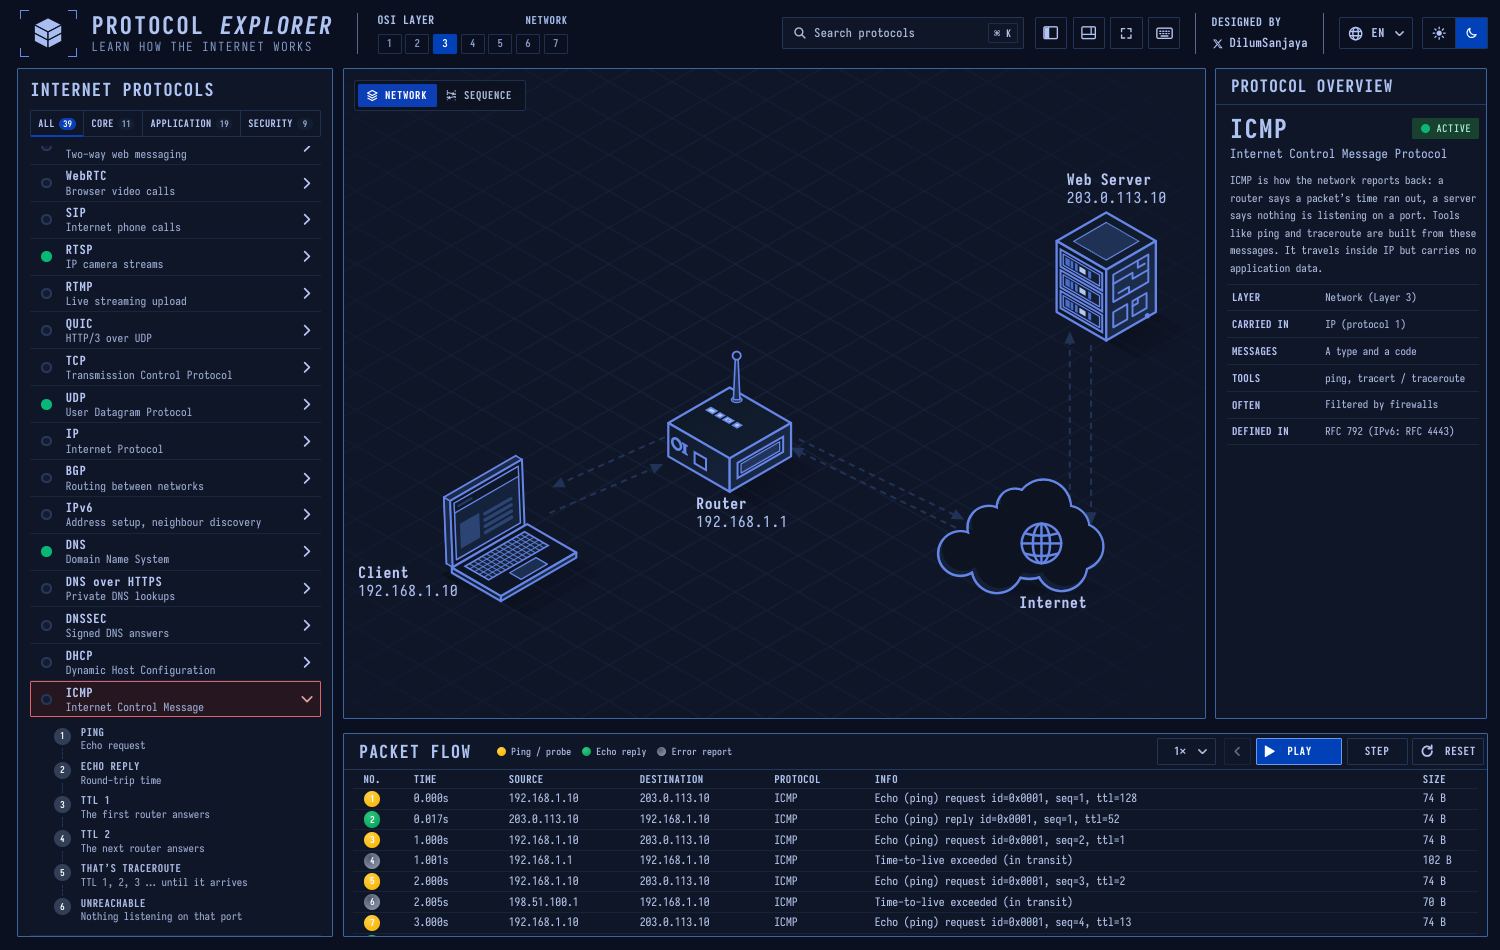 PROTOCOL EXPLORER
LEARN HOW THE INTERNET WORKS
OSI LAYER NETWORK
1 2 3 4 5 6 7
Search protocols ⌘ K
DESIGNED BY
DilumSanjaya
EN
INTERNET PROTOCOLS
ALL 39 CORE 11 APPLICATION 19 SECURITY 9
Two-way web messaging
WebRTC
Browser video calls
SIP
Internet phone calls
RTSP
IP camera streams
RTMP
Live streaming upload
QUIC
HTTP/3 over UDP
TCP
Transmission Control Protocol
UDP
User Datagram Protocol
IP
Internet Protocol
BGP
Routing between networks
IPv6
Address setup, neighbour discovery
DNS
Domain Name System
DNS over HTTPS
Private DNS lookups
DNSSEC
Signed DNS answers
DHCP
Dynamic Host Configuration
ICMP
Internet Control Message
1 PING
Echo request
2 ECHO REPLY
Round-trip time
3 TTL 1
The first router answers
4 TTL 2
The next router answers
5 THAT'S TRACEROUTE
TTL 1, 2, 3 … until it arrives
6 UNREACHABLE
Nothing listening on that port
NETWORK SEQUENCE
Web Server
203.0.113.10
Router
192.168.1.1
Client
192.168.1.10
Internet
PROTOCOL OVERVIEW
ICMP ACTIVE
Internet Control Message Protocol
ICMP is how the network reports back: a
router says a packet's time ran out, a server
says nothing is listening on a port. Tools
like ping and traceroute are built from these
messages. It travels inside IP but carries no
application data.
LAYER Network (Layer 3)
CARRIED IN IP (protocol 1)
MESSAGES A type and a code
TOOLS ping, tracert / traceroute
OFTEN Filtered by firewalls
DEFINED IN RFC 792 (IPv6: RFC 4443)
PACKET FLOW Ping / probe Echo reply Error report 1× PLAY STEP RESET
NO. TIME SOURCE DESTINATION PROTOCOL INFO SIZE
1 0.000s 192.168.1.10 203.0.113.10 ICMP Echo (ping) request id=0x0001, seq=1, ttl=128 74 B
2 0.017s 203.0.113.10 192.168.1.10 ICMP Echo (ping) reply id=0x0001, seq=1, ttl=52 74 B
3 1.000s 192.168.1.10 203.0.113.10 ICMP Echo (ping) request id=0x0001, seq=2, ttl=1 74 B
4 1.001s 192.168.1.1 192.168.1.10 ICMP Time-to-live exceeded (in transit) 102 B
5 2.000s 192.168.1.10 203.0.113.10 ICMP Echo (ping) request id=0x0001, seq=3, ttl=2 74 B
6 2.005s 198.51.100.1 192.168.1.10 ICMP Time-to-live exceeded (in transit) 70 B
7 3.000s 192.168.1.10 203.0.113.10 ICMP Echo (ping) request id=0x0001, seq=4, ttl=13 74 B